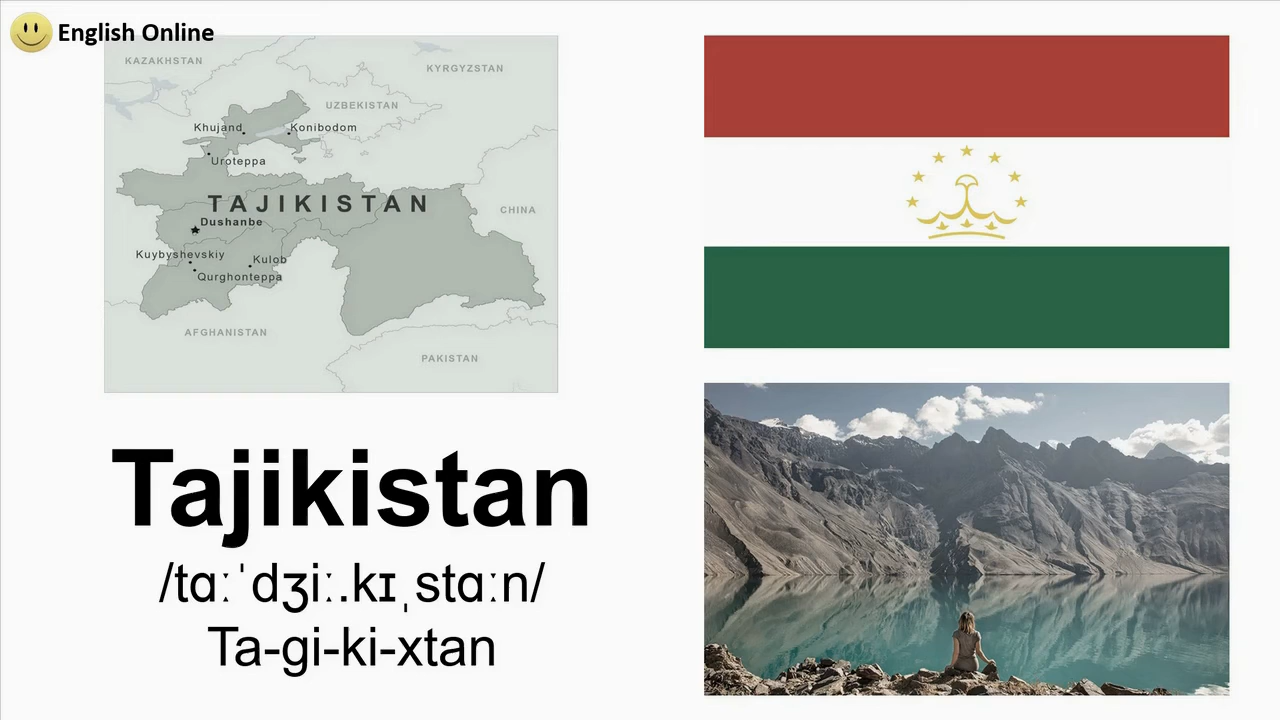 English Online
KAZAKHSTAN
KYRGYZSTAN
UZBEKISTAN
Khujand
Konibodom
Uroteppa
TAJIKISTAN
CHINA
Dushanbe
Kuybyshevskiy
Kulob
Qurghonteppa
AFGHANISTAN
PAKISTAN
Tajikistan
/tɑːˈdʒiː.kɪˌstɑːn/
Ta-gi-ki-xtan